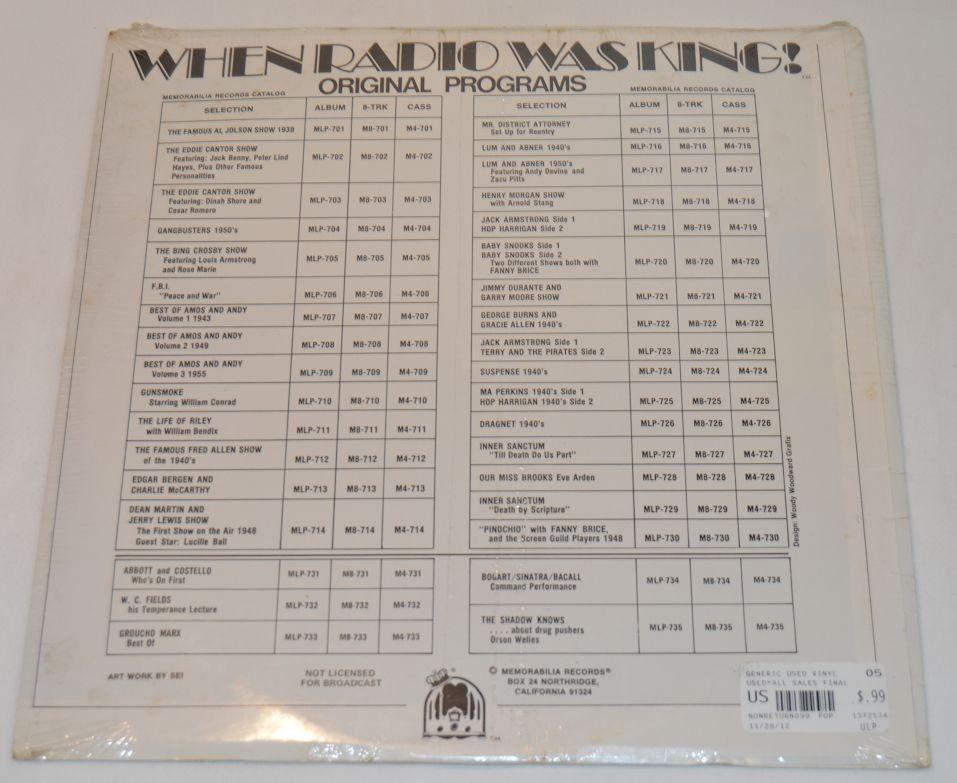 WHEN RADIO WAS KING! T.M.
ORIGINAL PROGRAMS
MEMORABILIA RECORDS CATALOG
SELECTION ALBUM 8-TRK CASS
THE FAMOUS AL JOLSON SHOW 1938 MLP-701 M8-701 M4-701
THE EDDIE CANTOR SHOW
Featuring: Jack Benny, Peter Lind MLP-702 M8-702 M4-702
Hayes, Plus Other Famous
Personalities
THE EDDIE CANTOR SHOW
Featuring: Dinah Shore and MLP-703 M8-703 M4-703
Cesar Romero
GANGBUSTERS 1950's MLP-704 M8-704 M4-704
THE BING CROSBY SHOW
Featuring Louis Armstrong MLP-705 M8-705 M4-705
and Rose Marie
F.B.I.
"Peace and War" MLP-706 M8-706 M4-706
BEST OF AMOS AND ANDY
Volume 1 1943 MLP-707 M8-707 M4-707
BEST OF AMOS AND ANDY
Volume 2 1949 MLP-708 M8-708 M4-708
BEST OF AMOS AND ANDY
Volume 3 1955 MLP-709 M8-709 M4-709
GUNSMOKE
Starring William Conrad MLP-710 M8-710 M4-710
THE LIFE OF RILEY
with William Bendix MLP-711 M8-711 M4-711
THE FAMOUS FRED ALLEN SHOW
of the 1940's MLP-712 M8-712 M4-712
EDGAR BERGEN AND
CHARLIE McCARTHY MLP-713 M8-713 M4-713
DEAN MARTIN AND
JERRY LEWIS SHOW
The First Show on the Air 1948 MLP-714 M8-714 M4-714
Guest Star: Lucille Ball
ABBOTT and COSTELLO
Who's On First MLP-731 M8-731 M4-731
W. C. FIELDS
his Temperance Lecture MLP-732 M8-732 M4-732
GROUCHO MARX
Best Of MLP-733 M8-733 M4-733
MEMORABILIA RECORDS CATALOG
SELECTION ALBUM 8-TRK CASS
MR. DISTRICT ATTORNEY
Set Up for Reentry MLP-715 M8-715 M4-715
LUM AND ABNER 1940's MLP-716 M8-716 M4-716
LUM AND ABNER 1950's
Featuring Andy Devine and MLP-717 M8-717 M4-717
Zazu Pitts
HENRY MORGAN SHOW
with Arnold Stang MLP-718 M8-718 M4-718
JACK ARMSTRONG Side 1
HOP HARRIGAN Side 2 MLP-719 M8-719 M4-719
BABY SNOOKS Side 1
BABY SNOOKS Side 2
Two Different Shows both with MLP-720 M8-720 M4-720
FANNY BRICE
JIMMY DURANTE AND
GARRY MOORE SHOW MLP-721 M8-721 M4-721
GEORGE BURNS AND
GRACIE ALLEN 1940's MLP-722 M8-722 M4-722
JACK ARMSTRONG Side 1
TERRY AND THE PIRATES Side 2 MLP-723 M8-723 M4-723
SUSPENSE 1940's MLP-724 M8-724 M4-724
MA PERKINS 1940's Side 1
HOP HARRIGAN 1940's Side 2 MLP-725 M8-725 M4-725
DRAGNET 1940's MLP-726 M8-726 M4-726
INNER SANCTUM
"Till Death Do Us Part" MLP-727 M8-727 M4-727
OUR MISS BROOKS Eve Arden MLP-728 M8-728 M4-728
INNER SANCTUM
"Death by Scripture" MLP-729 M8-729 M4-729
"PINOCHIO" with FANNY BRICE,
and the Screen Guild Players 1948 MLP-730 M8-730 M4-730
BOGART/SINATRA/BACALL
Command Performance MLP-734 M8-734 M4-734
THE SHADOW KNOWS
. . . . about drug pushers MLP-735 M8-735 M4-735
Orson Welles
Design: Woody Woodward Grafix
ART WORK BY SEI
NOT LICENSED
FOR BROADCAST
® T.M.
© MEMORABILIA RECORDS®
BOX 24 NORTHRIDGE,
CALIFORNIA 91324
GENERIC USED VINYL 05
USED*ALL SALES FINAL
US $.99
NONRETURN099 POP 1372534
11/28/12 ULP